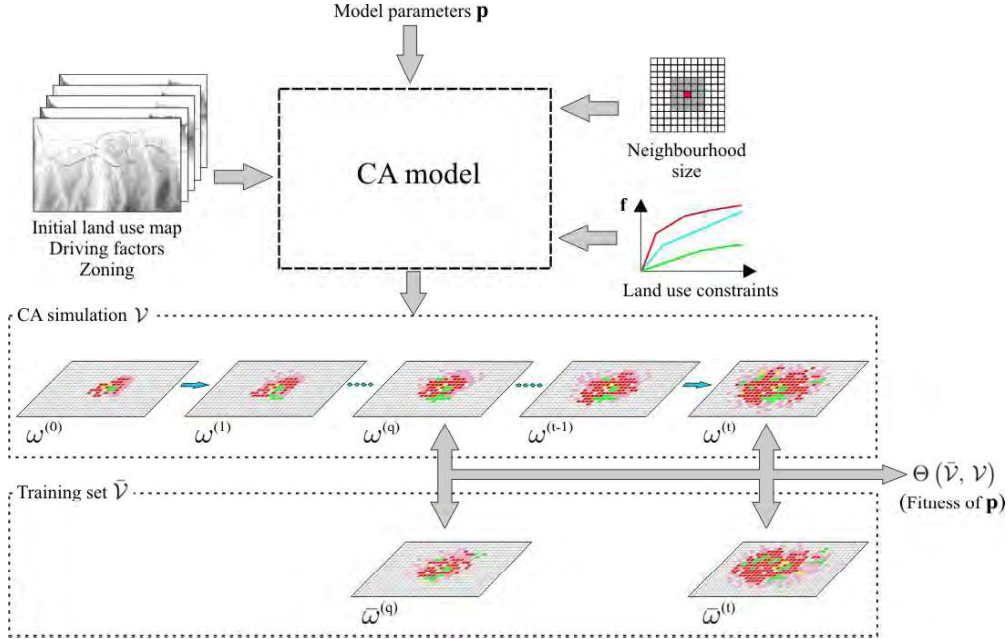 Model parameters p
Neighbourhood
size
CA model
f
Initial land use map
Driving factors
Zoning
Land use constraints
CA simulation 𝒱
ω⁽⁰⁾
ω⁽¹⁾
ω⁽q⁾
ω⁽t-1⁾
ω⁽t⁾
Θ (𝒱̄, 𝒱)
(Fitness of p)
Training set 𝒱̄
ω̄⁽q⁾
ω̄⁽t⁾